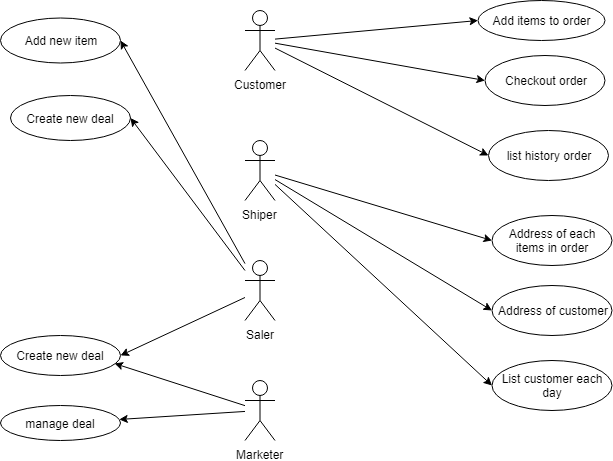 Add items to order
Add new item
Checkout order
Customer
Create new deal
list history order
Shiper
Address of each
items in order
Address of customer
Saler
Create new deal
List customer each
day
manage deal
Marketer